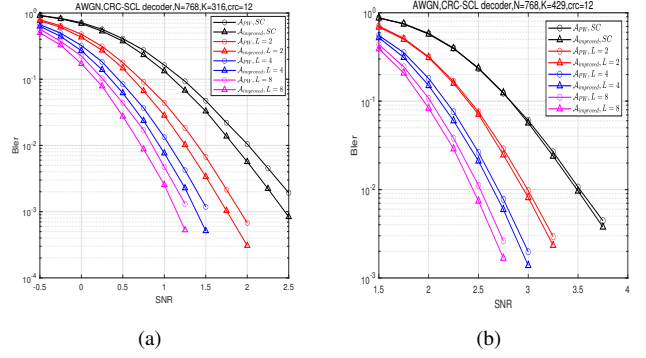 AWGN,CRC-SCL decoder,N=768,K=316,crc=12
10^0
10^-1
10^-2
10^-3
10^-4
Bler
-0.5 0 0.5 1 1.5 2 2.5
SNR
A_PW, SC
A_improved, SC
A_PW, L = 2
A_improved, L = 2
A_PW, L = 4
A_improved, L = 4
A_PW, L = 8
A_improved, L = 8
(a)
AWGN,CRC-SCL decoder,N=768,K=429,crc=12
10^0
10^-1
10^-2
10^-3
Bler
1.5 2 2.5 3 3.5 4
SNR
A_PW, SC
A_improved, SC
A_PW, L = 2
A_improved, L = 2
A_PW, L = 4
A_improved, L = 4
A_PW, L = 8
A_improved, L = 8
(b)